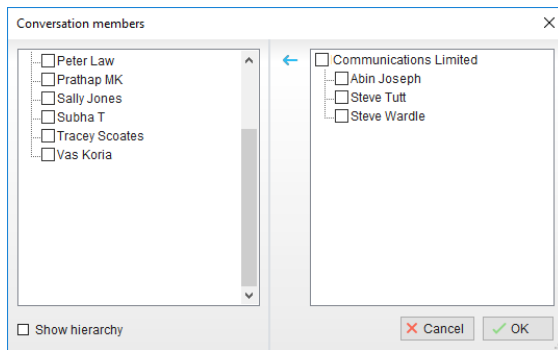 Conversation members
Peter Law
Prathap MK
Sally Jones
Subha T
Tracey Scoates
Vas Koria
Communications Limited
Abin Joseph
Steve Tutt
Steve Wardle
Show hierarchy
Cancel
OK